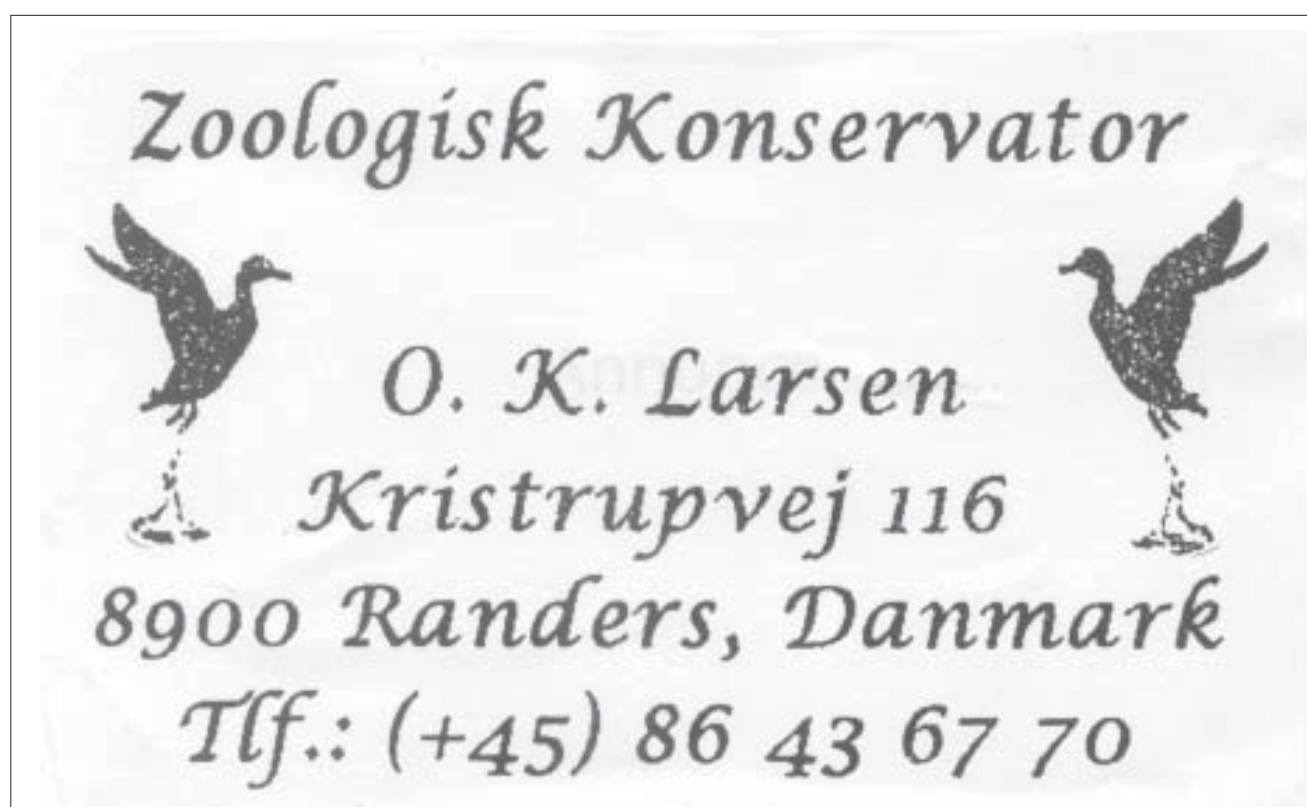 Zoologisk Konservator
O. K. Larsen
Kristrupvej 116
8900 Randers, Danmark
Tlf.: (+45) 86 43 67 70